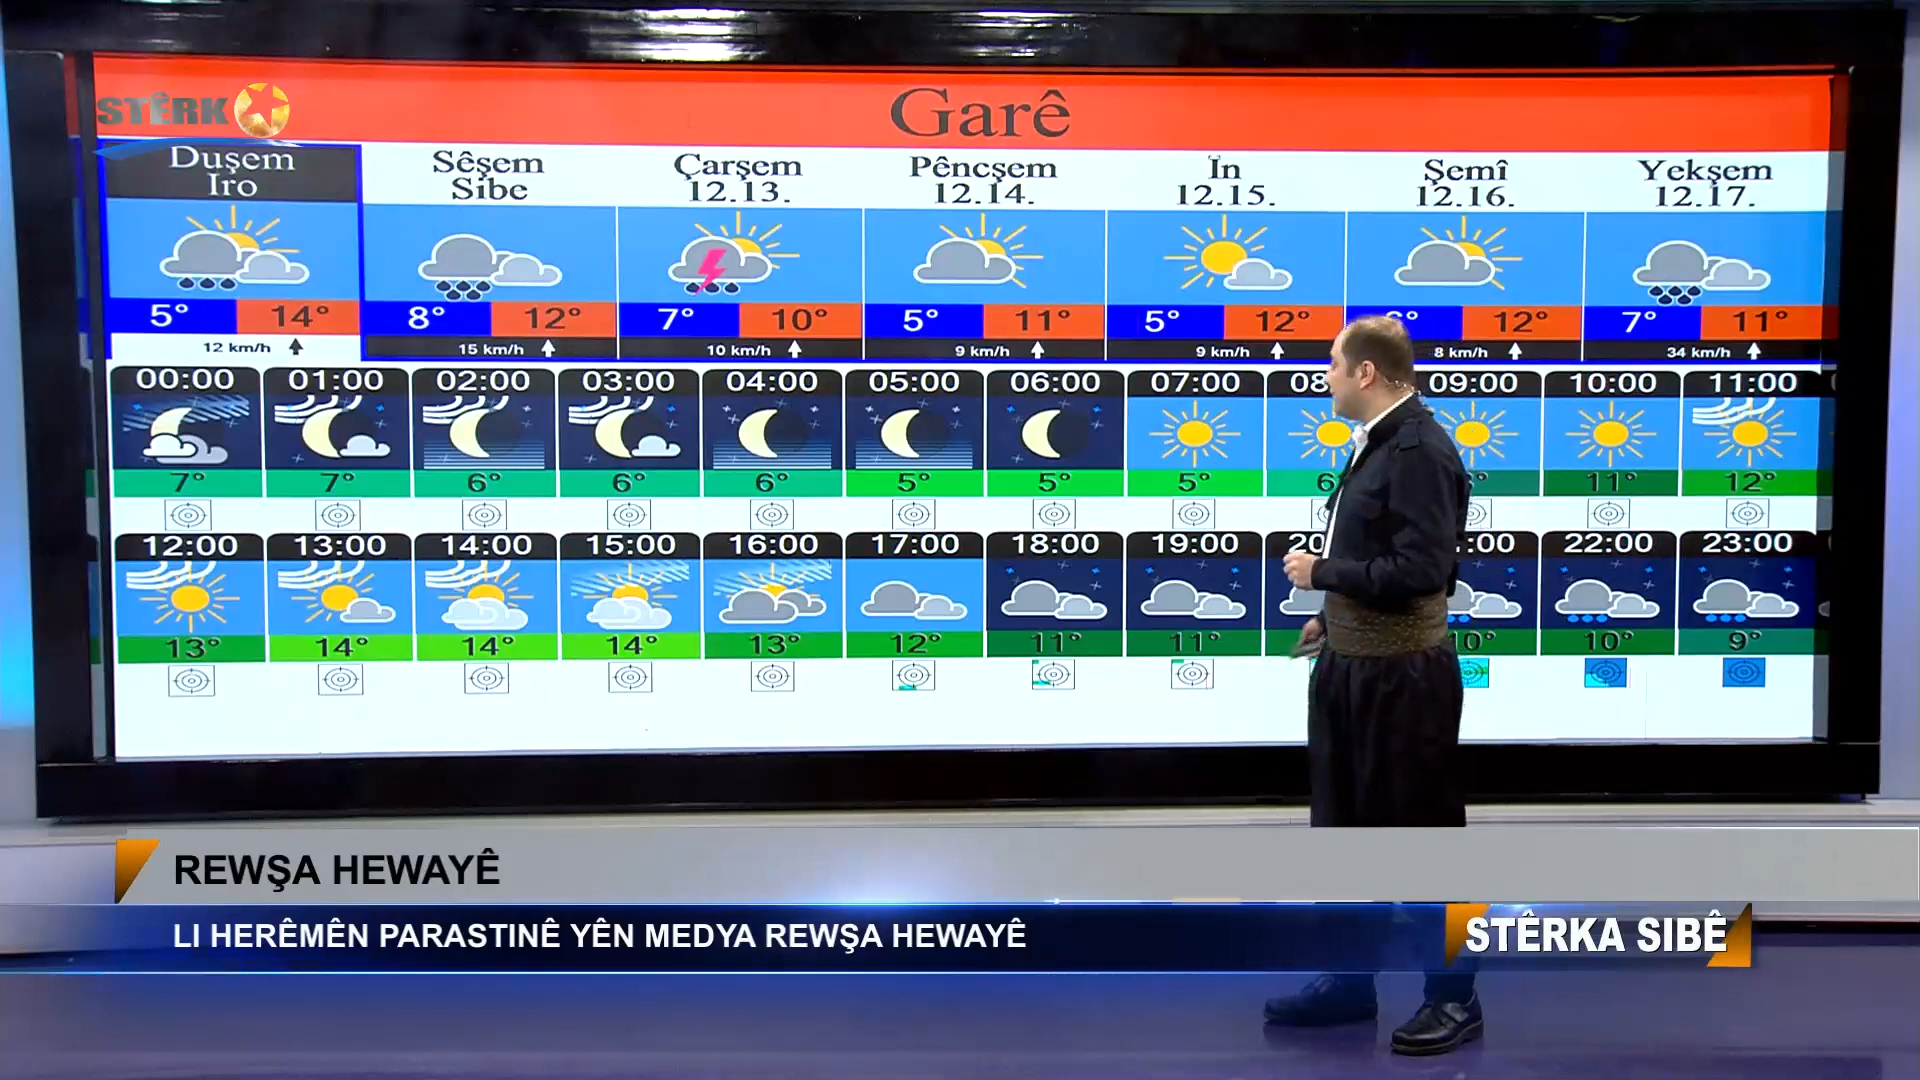 STÊRK
Garê
Duşem
Iro
Sêşem
Sibe
Çarşem
12.13.
Pêncşem
12.14.
În
12.15.
Şemî
12.16.
Yekşem
12.17.
5° 14° 8° 12° 7° 10° 5° 11° 5° 12° 12° 7° 11°
12 km/h 15 km/h 10 km/h 9 km/h 9 km/h 8 km/h 34 km/h
00:00 01:00 02:00 03:00 04:00 05:00 06:00 07:00 08 09:00 10:00 11:00
7° 7° 6° 6° 6° 5° 5° 5° 6 11° 12°
12:00 13:00 14:00 15:00 16:00 17:00 18:00 19:00 20 :00 22:00 23:00
13° 14° 14° 14° 13° 12° 11° 11° 10° 10° 9°
REWŞA HEWAYÊ
LI HERÊMÊN PARASTINÊ YÊN MEDYA REWŞA HEWAYÊ
STÊRKA SIBÊ